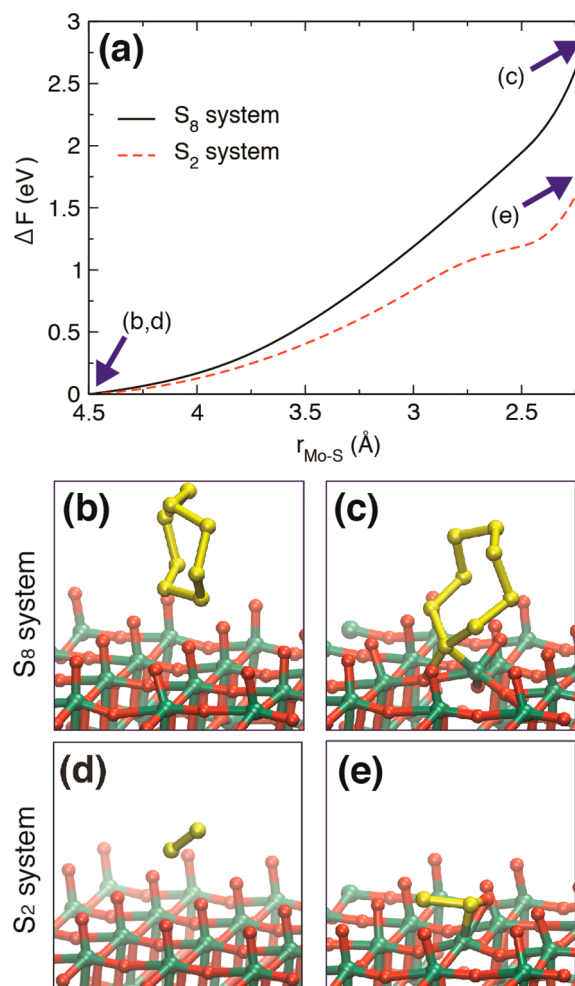 (a)
3
2.5
2
1.5
1
0.5
0
ΔF (eV)
S₈ system
S₂ system
(c)
(e)
(b,d)
4.5 4 3.5 3 2.5
r_Mo-S (Å)
S₈ system
(b)
(c)
S₂ system
(d)
(e)